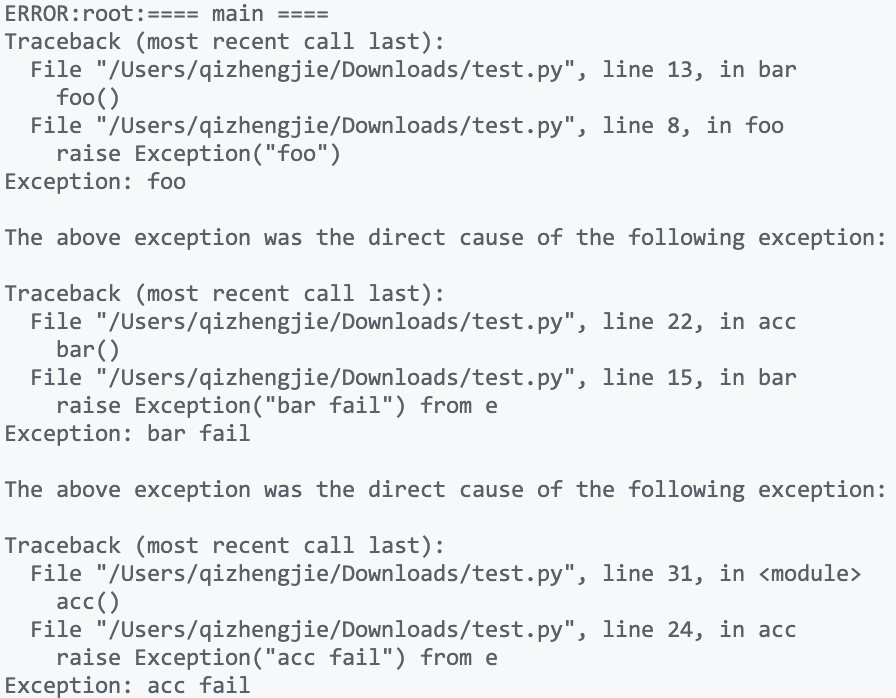 ERROR:root:==== main ====
Traceback (most recent call last):
  File "/Users/qizhengjie/Downloads/test.py", line 13, in bar
    foo()
  File "/Users/qizhengjie/Downloads/test.py", line 8, in foo
    raise Exception("foo")
Exception: foo

The above exception was the direct cause of the following exception:

Traceback (most recent call last):
  File "/Users/qizhengjie/Downloads/test.py", line 22, in acc
    bar()
  File "/Users/qizhengjie/Downloads/test.py", line 15, in bar
    raise Exception("bar fail") from e
Exception: bar fail

The above exception was the direct cause of the following exception:

Traceback (most recent call last):
  File "/Users/qizhengjie/Downloads/test.py", line 31, in <module>
    acc()
  File "/Users/qizhengjie/Downloads/test.py", line 24, in acc
    raise Exception("acc fail") from e
Exception: acc fail